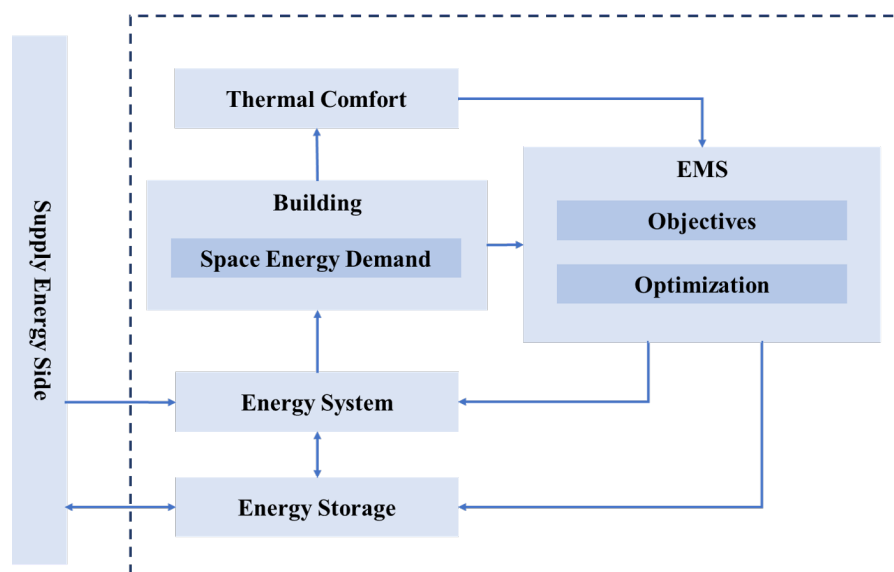 Supply Energy Side
Thermal Comfort
Building
Space Energy Demand
EMS
Objectives
Optimization
Energy System
Energy Storage